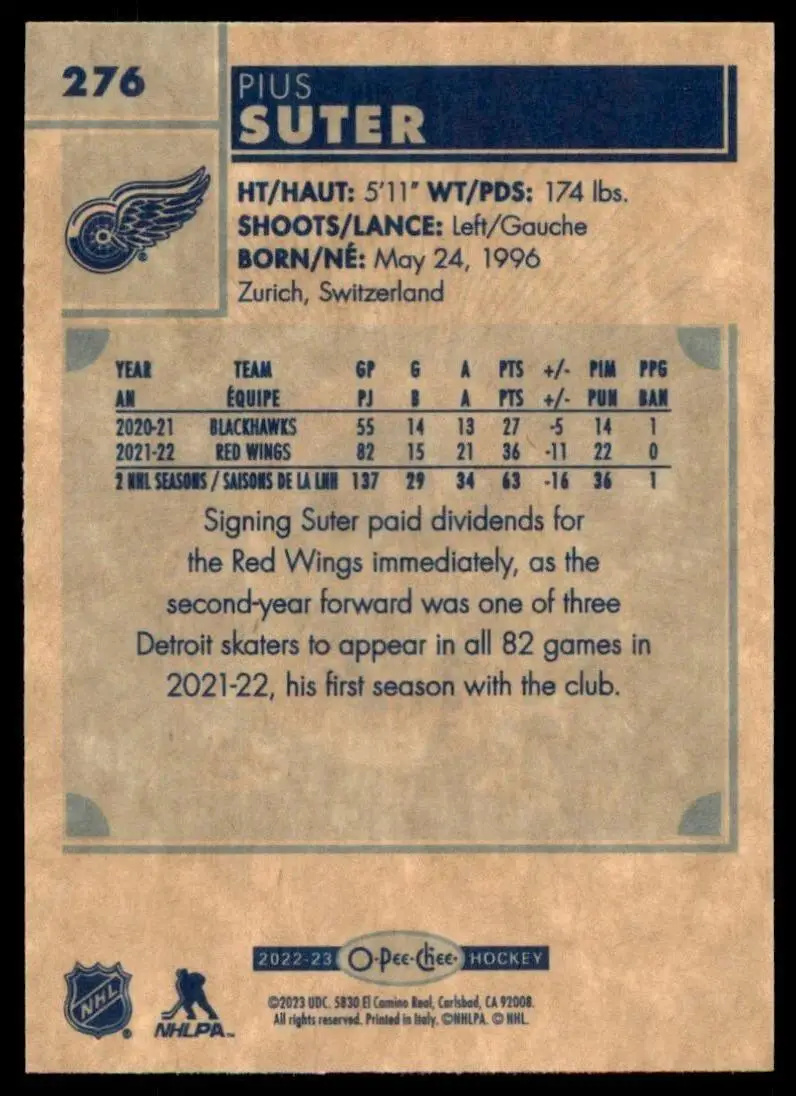 276
PIUS
SUTER
HT/HAUT: 5'11" WT/PDS: 174 lbs.
SHOOTS/LANCE: Left/Gauche
BORN/NÉ: May 24, 1996
Zurich, Switzerland
YEAR TEAM GP G A PTS +/- PIM PPG
AN ÉQUIPE PJ B A PTS +/- PUN BAN
2020-21 BLACKHAWKS 55 14 13 27 -5 14 1
2021-22 RED WINGS 82 15 21 36 -11 22 0
2 NHL SEASONS / SAISONS DE LA LNH 137 29 34 63 -16 36 1
Signing Suter paid dividends for
the Red Wings immediately, as the
second-year forward was one of three
Detroit skaters to appear in all 82 games in
2021-22, his first season with the club.
2022-23 O-Pee-Chee HOCKEY
©2023 UDC. 5830 El Camino Real, Carlsbad, CA 92008.
All rights reserved. Printed in Italy. ©NHLPA. © NHL.
NHL ®
NHLPA™